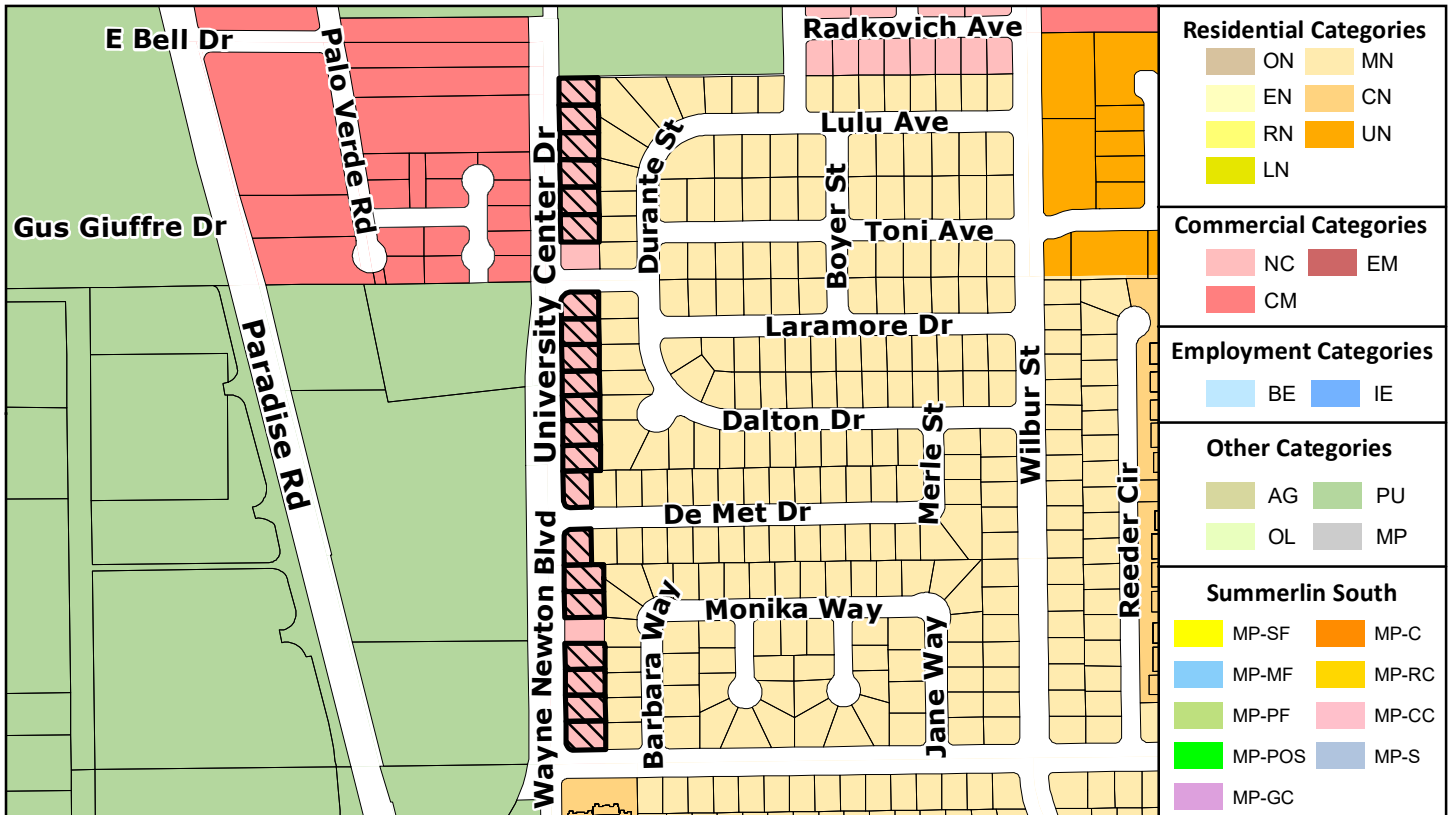 E Bell Dr
Palo Verde Rd
Gus Giuffre Dr
Paradise Rd
University Center Dr
Wayne Newton Blvd
Radkovich Ave
Lulu Ave
Durante St
Boyer St
Toni Ave
Laramore Dr
Dalton Dr
Merle St
Wilbur St
De Met Dr
Reeder Cir
Monika Way
Barbara Way
Jane Way
Residential Categories
ON MN
EN CN
RN UN
LN
Commercial Categories
NC EM
CM
Employment Categories
BE IE
Other Categories
AG PU
OL MP
Summerlin South
MP-SF MP-C
MP-MF MP-RC
MP-PF MP-CC
MP-POS MP-S
MP-GC